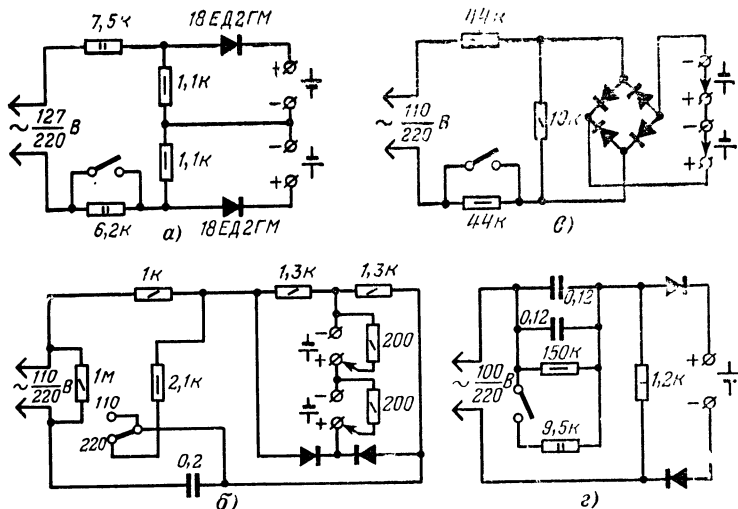 7,5к 18ЕД2ГМ
1,1к
+
−
~ 127/220 В
1,1к
−
+
6,2к 18ЕД2ГМ
а)
44к
~ 110/220 В
10к
−
+
−
+
44к
в)
1к 1,3к 1,3к
−
200
+
~ 110/220 В
1м
2,1к
−
200
110
+
220
0,2
б)
0,12
0,12
~ 100/220 В
150к
1,2к
+
−
9,5к
г)